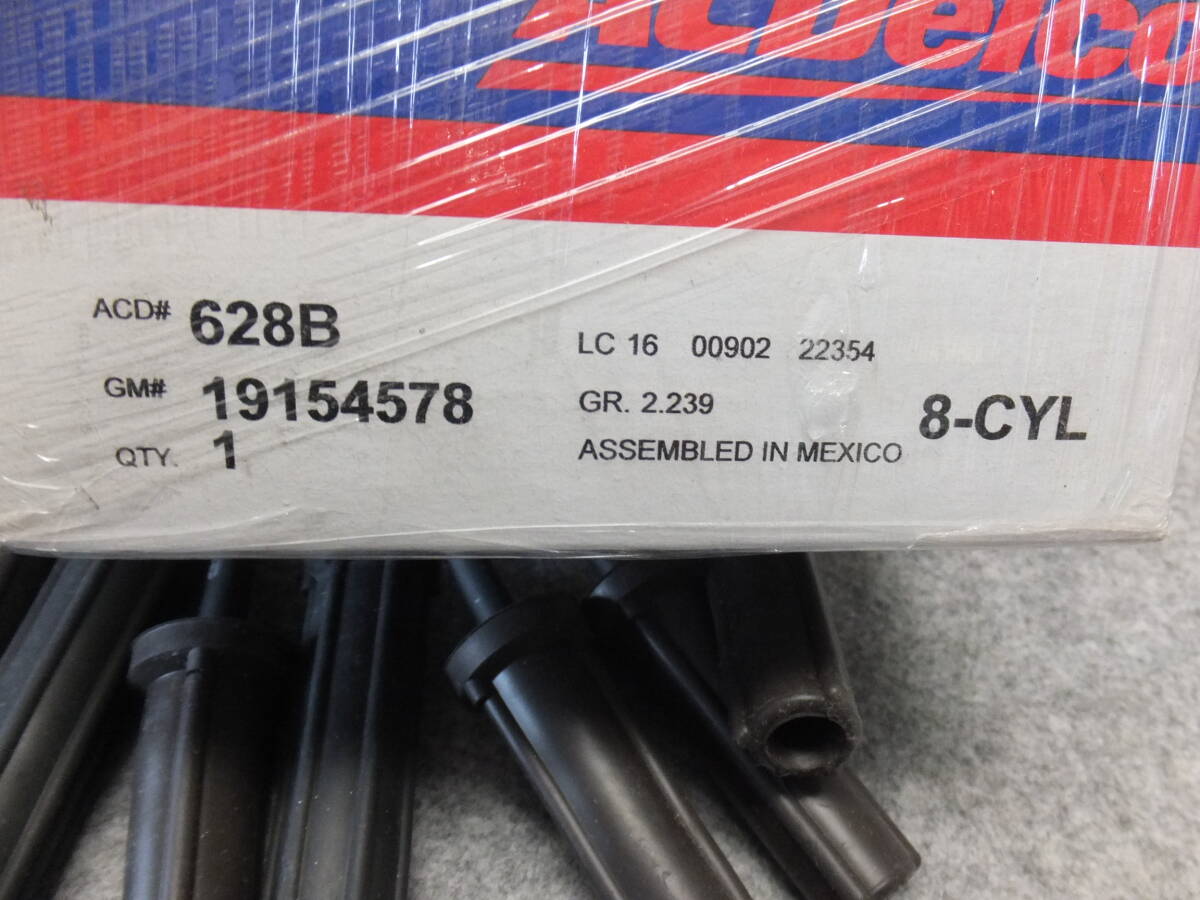 ACDelco
ACD# 628B
GM# 19154578
QTY. 1
LC 16 00902 22354
GR. 2.239
ASSEMBLED IN MEXICO
8-CYL